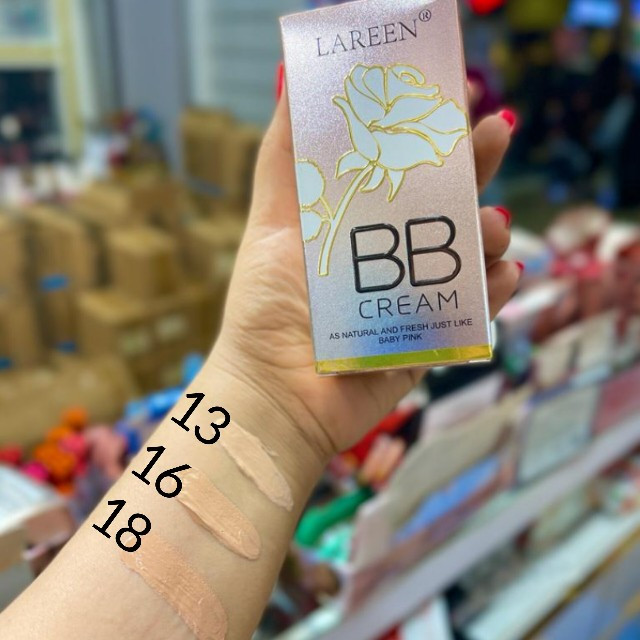 LAREEN®
BB
CREAM
AS NATURAL AND FRESH JUST LIKE
BABY PINK
13
16
18